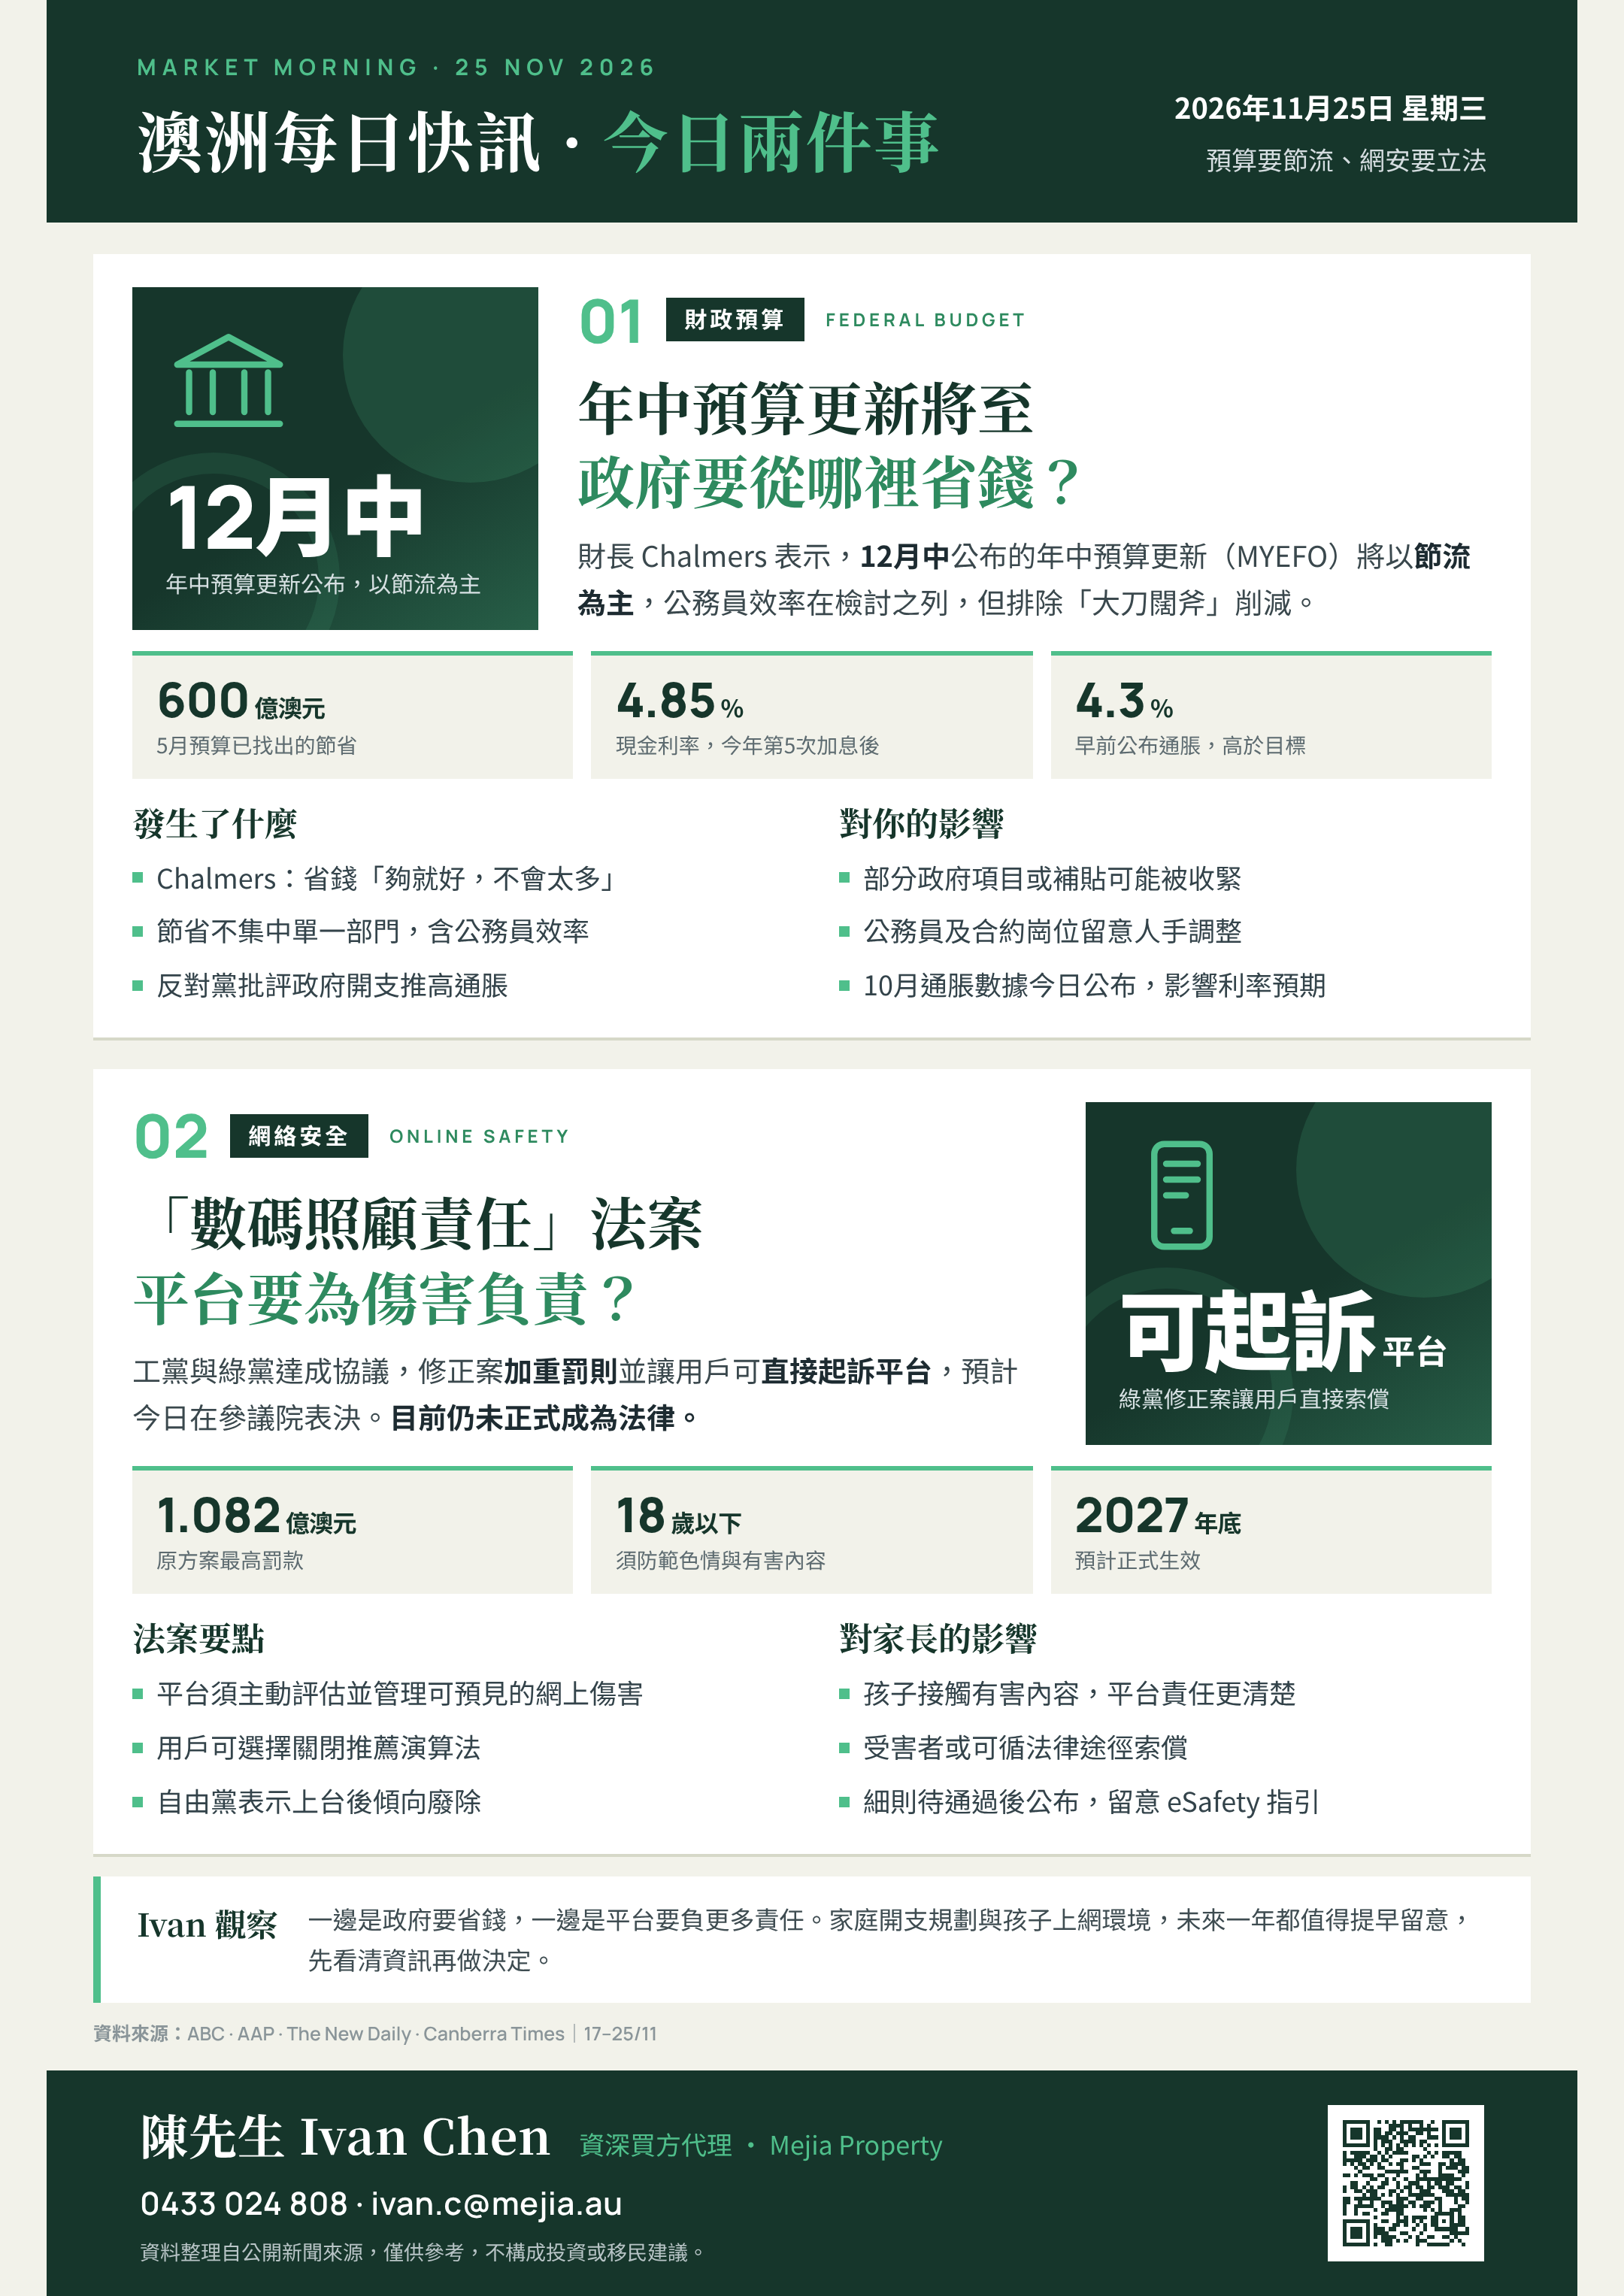 MARKET MORNING · 25 NOV 2026
澳洲每日快訊 · 今日兩件事
2026年11月25日 星期三
預算要節流、網安要立法
12月中
年中預算更新公布，以節流為主
01 財政預算 FEDERAL BUDGET
年中預算更新將至
政府要從哪裡省錢？
財長 Chalmers 表示，12月中公布的年中預算更新（MYEFO）將以節流
為主，公務員效率在檢討之列，但排除「大刀闊斧」削減。
600 億澳元
5月預算已找出的節省
4.85 %
現金利率，今年第5次加息後
4.3 %
早前公布通脹，高於目標
發生了什麼
Chalmers：省錢「夠就好，不會太多」
節省不集中單一部門，含公務員效率
反對黨批評政府開支推高通脹
對你的影響
部分政府項目或補貼可能被收緊
公務員及合約崗位留意人手調整
10月通脹數據今日公布，影響利率預期
02 網絡安全 ONLINE SAFETY
「數碼照顧責任」法案
平台要為傷害負責？
工黨與綠黨達成協議，修正案加重罰則並讓用戶可直接起訴平台，預計
今日在參議院表決。目前仍未正式成為法律。
可起訴 平台
綠黨修正案讓用戶直接索償
1.082 億澳元
原方案最高罰款
18 歲以下
須防範色情與有害內容
2027 年底
預計正式生效
法案要點
平台須主動評估並管理可預見的網上傷害
用戶可選擇關閉推薦演算法
自由黨表示上台後傾向廢除
對家長的影響
孩子接觸有害內容，平台責任更清楚
受害者或可循法律途徑索償
細則待通過後公布，留意 eSafety 指引
Ivan 觀察
一邊是政府要省錢，一邊是平台要負更多責任。家庭開支規劃與孩子上網環境，未來一年都值得提早留意，
先看清資訊再做決定。
資料來源：ABC · AAP · The New Daily · Canberra Times｜17–25/11
陳先生 Ivan Chen 資深買方代理 · Mejia Property
0433 024 808 · ivan.c@mejia.au
資料整理自公開新聞來源，僅供參考，不構成投資或移民建議。